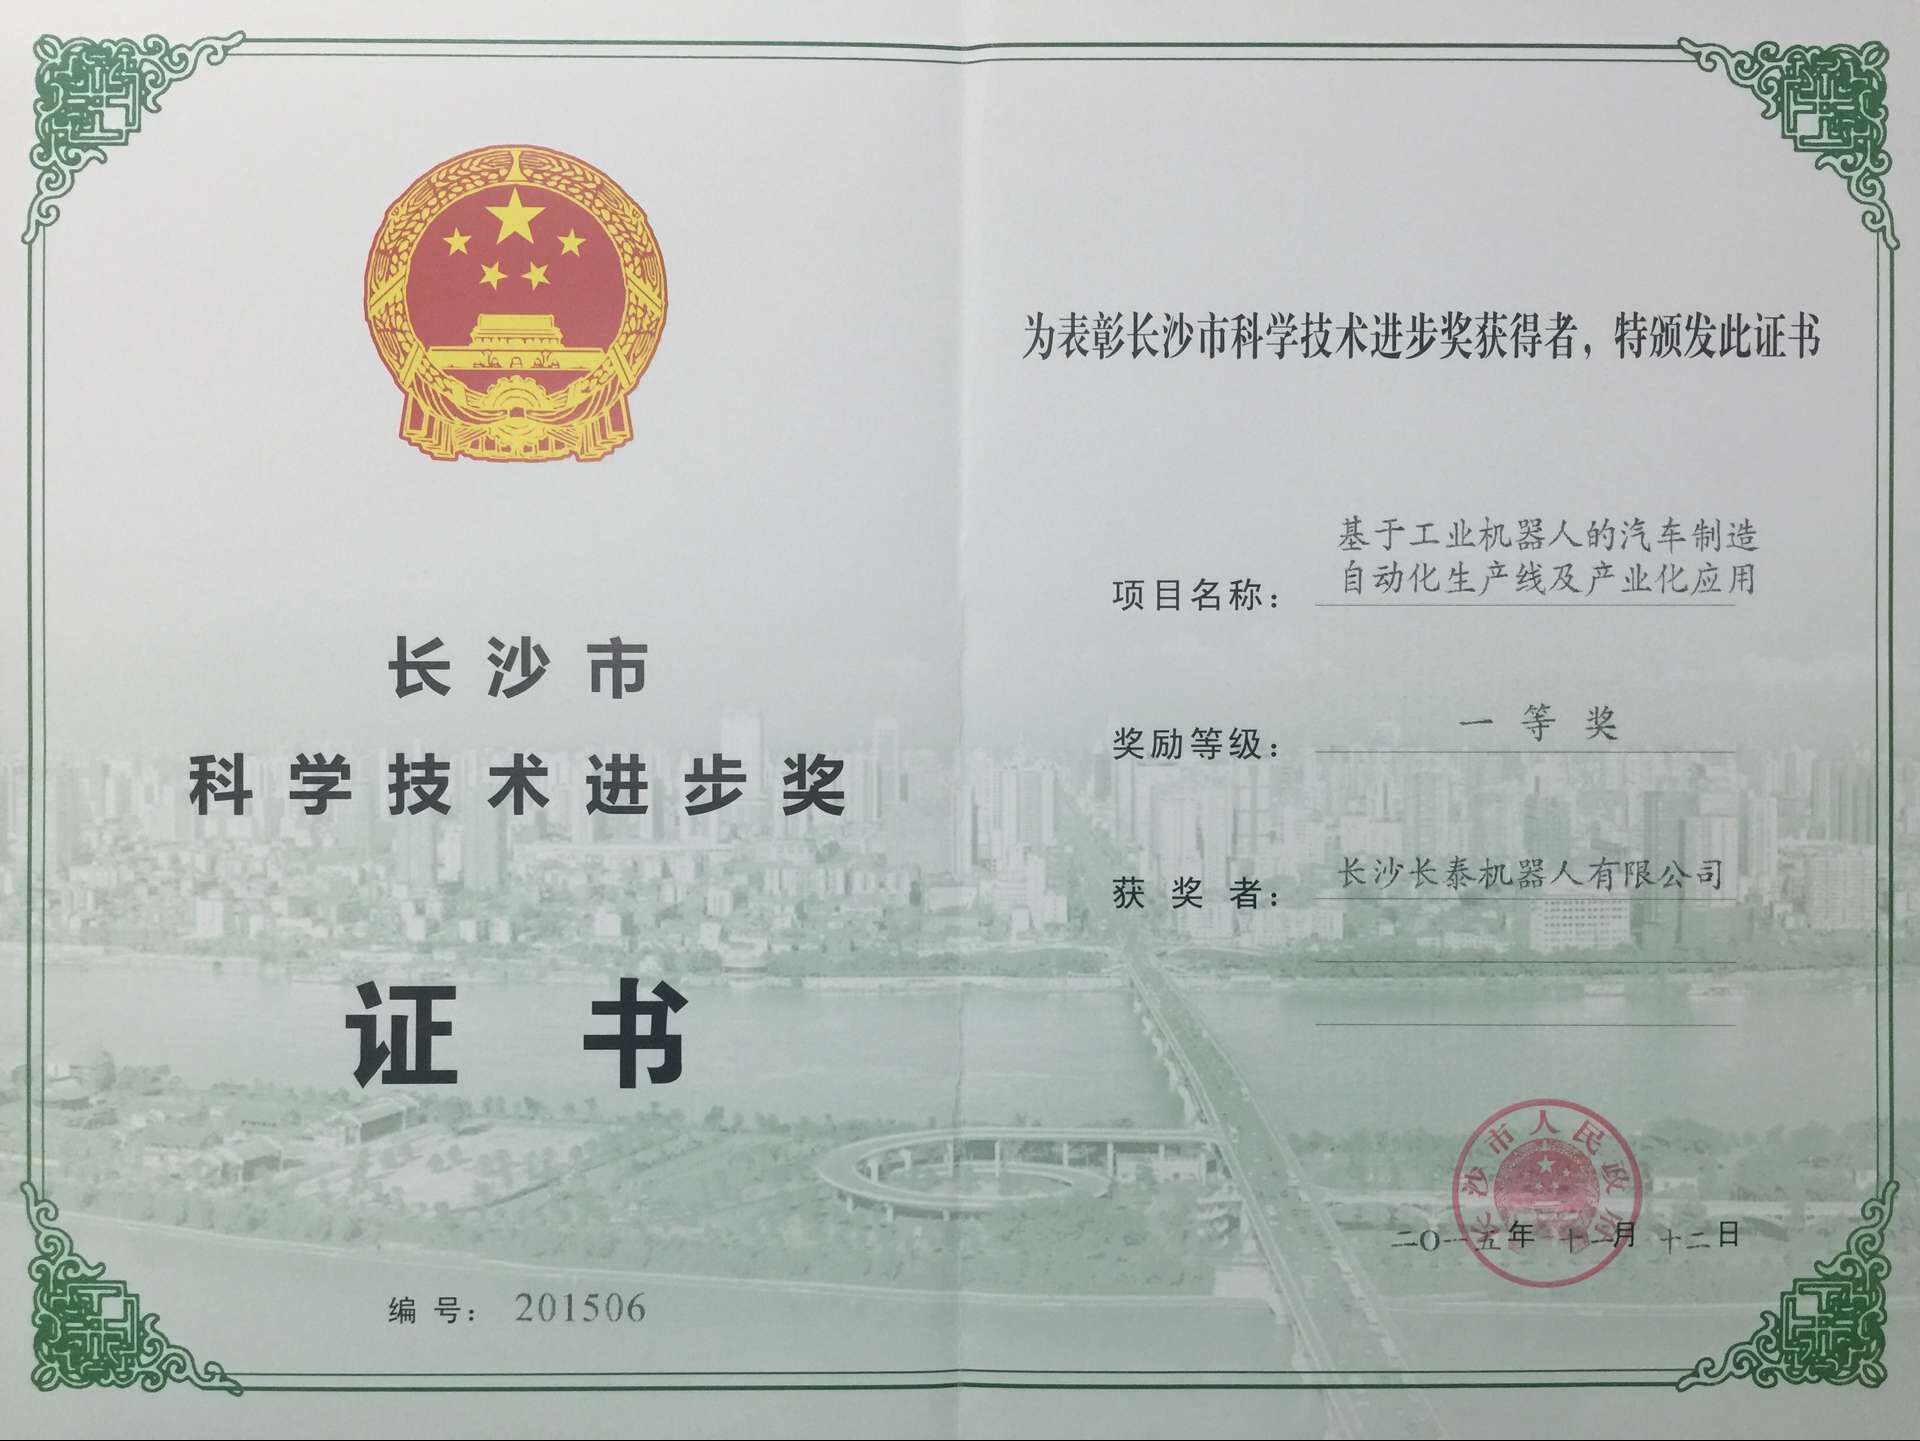 长沙市
科学技术进步奖
证书
编号：201506
为表彰长沙市科学技术进步奖获得者，特颁发此证书
项目名称：基于工业机器人的汽车制造
自动化生产线及产业化应用
奖励等级：一等奖
获奖者：长沙长泰机器人有限公司
长沙市人民政府
二〇一五年十一月十二日